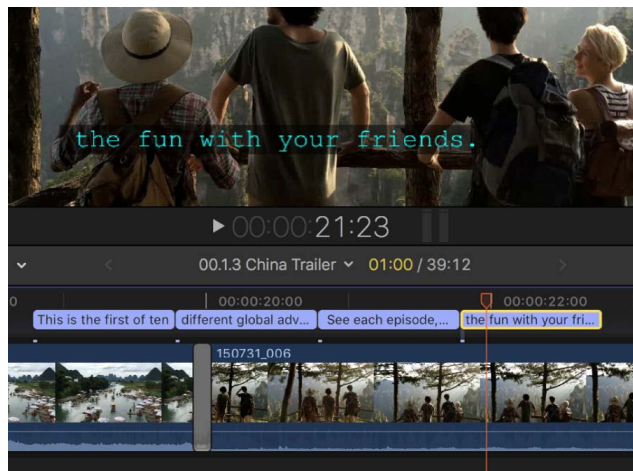 the fun with your friends.
00:00:21:23
00.1.3 China Trailer 01:00 / 39:12
0 00:00:20:00 00:00:22:00
This is the first of ten different global adv... See each episode,... the fun with your fri...
150731_006